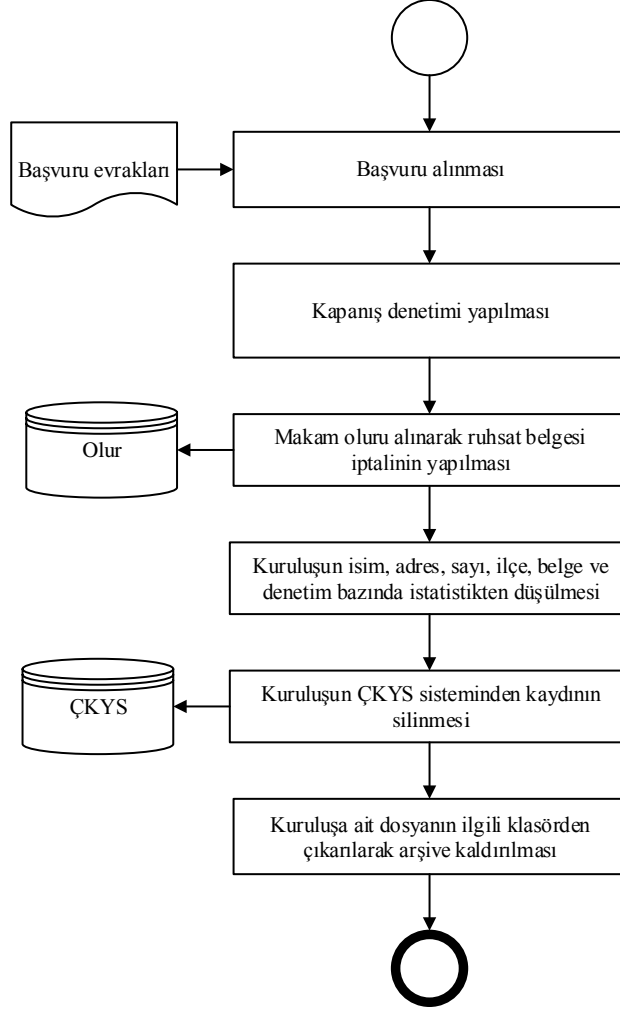 Başvuru evrakları
Başvuru alınması
Kapanış denetimi yapılması
Olur
Makam oluru alınarak ruhsat belgesi
iptalinin yapılması
Kuruluşun isim, adres, sayı, ilçe, belge ve
denetim bazında istatistikten düşülmesi
ÇKYS
Kuruluşun ÇKYS sisteminden kaydının
silinmesi
Kuruluşa ait dosyanın ilgili klasörden
çıkarılarak arşive kaldırılması